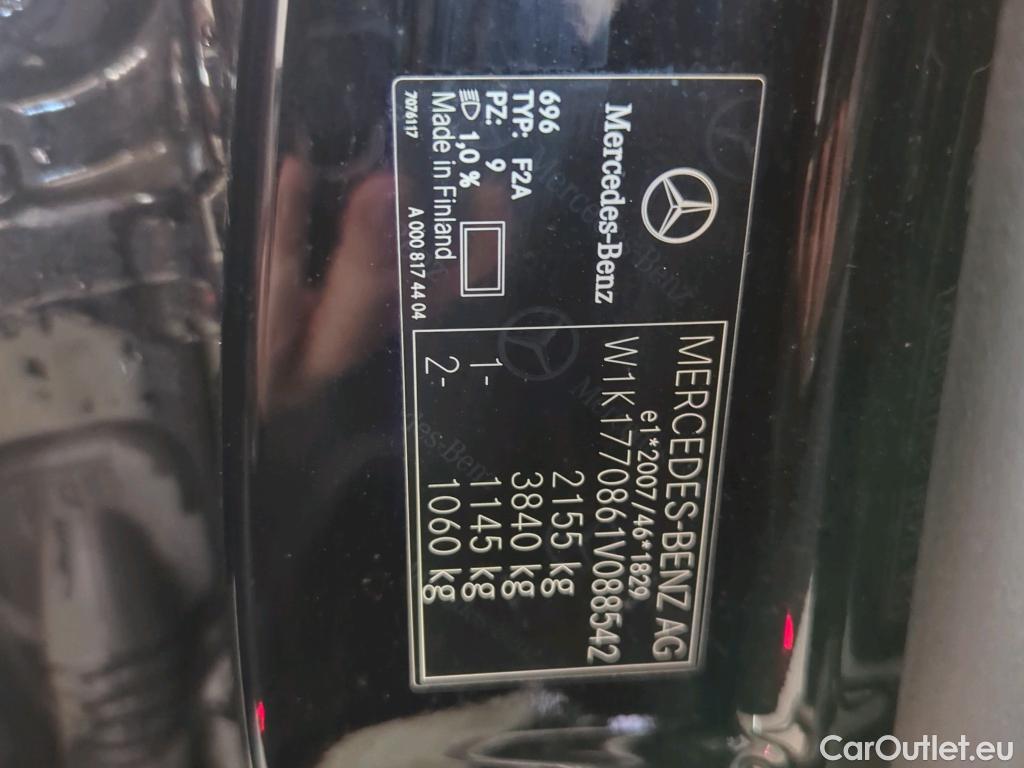 Mercedes-Benz
696
TYP: F2A
PZ: 9
1,0 %
Made in Finland
7076117
A 000 817 44 04
MERCEDES-BENZ AG
e1*2007/46*1829
W1K1770861V088542
2155 kg
3840 kg
1- 1145 kg
2- 1060 kg
CarOutlet.eu